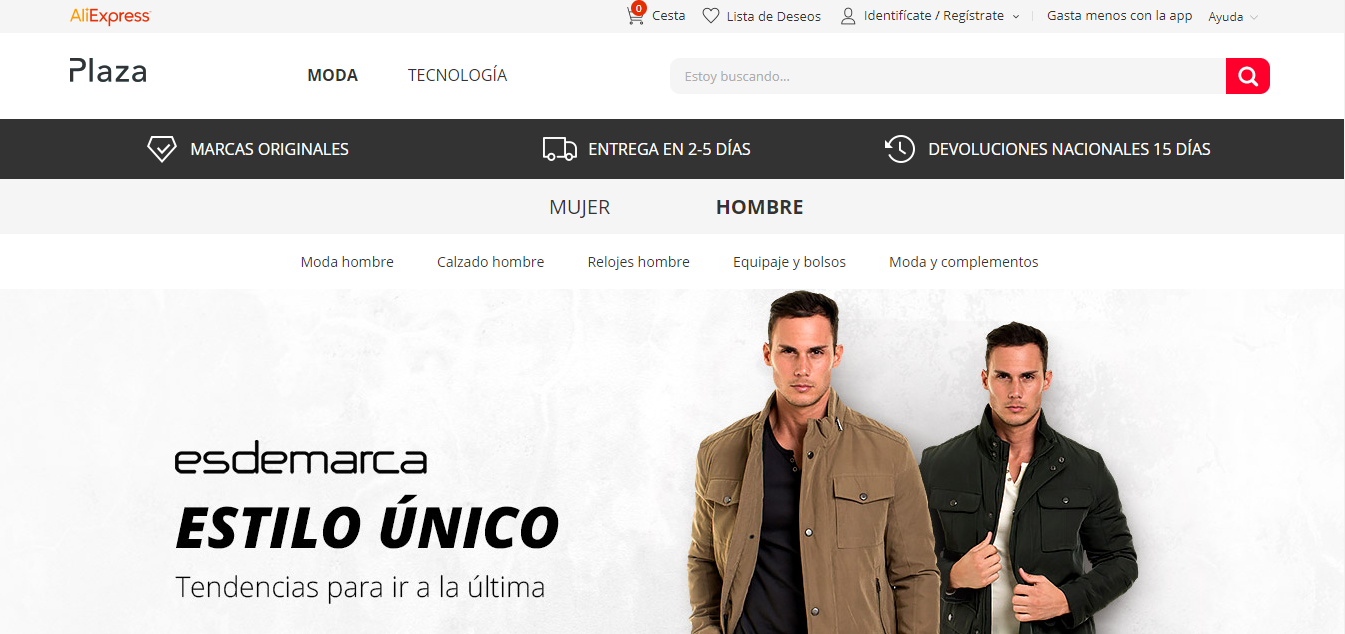 AliExpress
0 Cesta Lista de Deseos Identifícate / Regístrate Gasta menos con la app Ayuda
Plaza MODA TECNOLOGÍA Estoy buscando...
MARCAS ORIGINALES ENTREGA EN 2-5 DÍAS DEVOLUCIONES NACIONALES 15 DÍAS
MUJER HOMBRE
Moda hombre Calzado hombre Relojes hombre Equipaje y bolsos Moda y complementos
esdemarca
ESTILO ÚNICO
Tendencias para ir a la última